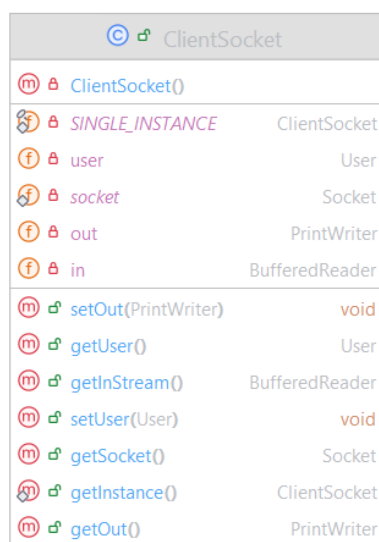 C ClientSocket
m ClientSocket()
f SINGLE_INSTANCE ClientSocket
f user User
f socket Socket
f out PrintWriter
f in BufferedReader
m setOut(PrintWriter) void
m getUser() User
m getInStream() BufferedReader
m setUser(User) void
m getSocket() Socket
m getInstance() ClientSocket
m getOut() PrintWriter